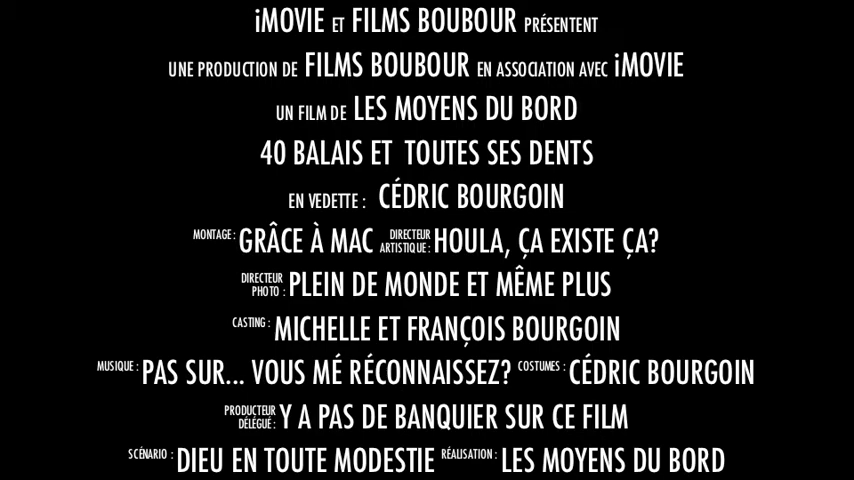 iMOVIE ET FILMS BOUBOUR PRÉSENTENT
UNE PRODUCTION DE FILMS BOUBOUR EN ASSOCIATION AVEC iMOVIE
UN FILM DE LES MOYENS DU BORD
40 BALAIS ET TOUTES SES DENTS
EN VEDETTE : CÉDRIC BOURGOIN
MONTAGE : GRÂCE À MAC DIRECTEUR ARTISTIQUE : HOULA, ÇA EXISTE ÇA?
DIRECTEUR PHOTO : PLEIN DE MONDE ET MÊME PLUS
CASTING : MICHELLE ET FRANÇOIS BOURGOIN
MUSIQUE : PAS SUR... VOUS MÉ RÉCONNAISSEZ? COSTUMES : CÉDRIC BOURGOIN
PRODUCTEUR DÉLÉGUÉ : Y A PAS DE BANQUIER SUR CE FILM
SCÉNARIO : DIEU EN TOUTE MODESTIE RÉALISATION : LES MOYENS DU BORD